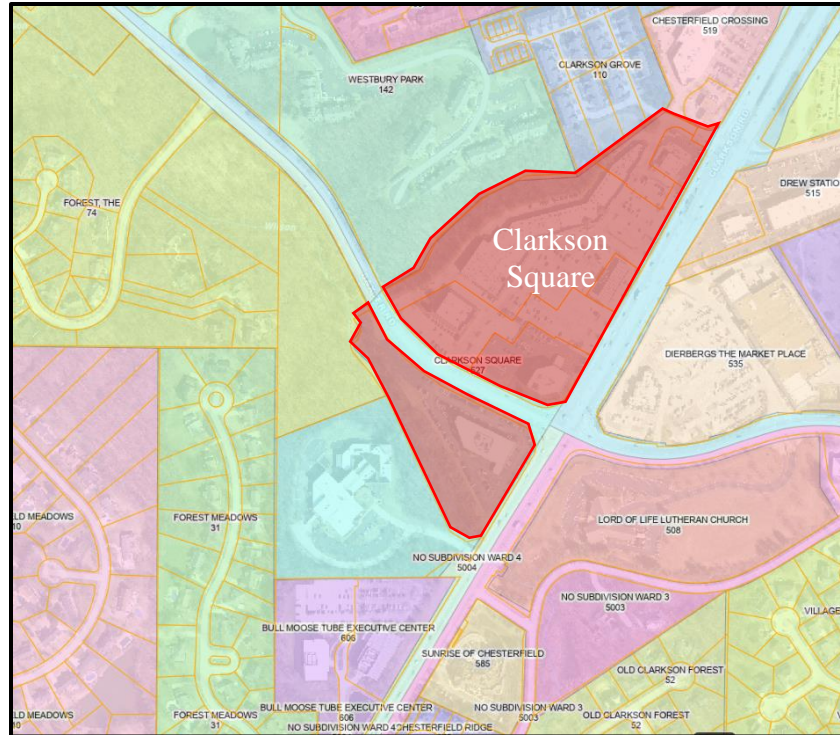 CHESTERFIELD CROSSING
519
CLARKSON GROVE
110
WESTBURY PARK
142
CLARKSON RD
DREW STATIO
515
FOREST, THE
74
Clarkson
Square
CLARKSON SQUARE
527
DIERBERGS THE MARKET PLACE
535
LD MEADOWS
10
FOREST MEADOWS
31
LORD OF LIFE LUTHERAN CHURCH
508
NO SUBDIVISION WARD 4
5004
NO SUBDIVISION WARD 3
5003
VILLAGE
BULL MOOSE TUBE EXECUTIVE CENTER
606
SUNRISE OF CHESTERFIELD
585
OLD CLARKSON FOREST
52
LD MEADOWS
10
FOREST MEADOWS
31
BULL MOOSE TUBE EXECUTIVE CENTER
606
NO SUBDIVISION WARD 4
CHESTERFIELD RIDGE
NO SUBDIVISION WARD 3
5003
OLD CLARKSON FOREST
52